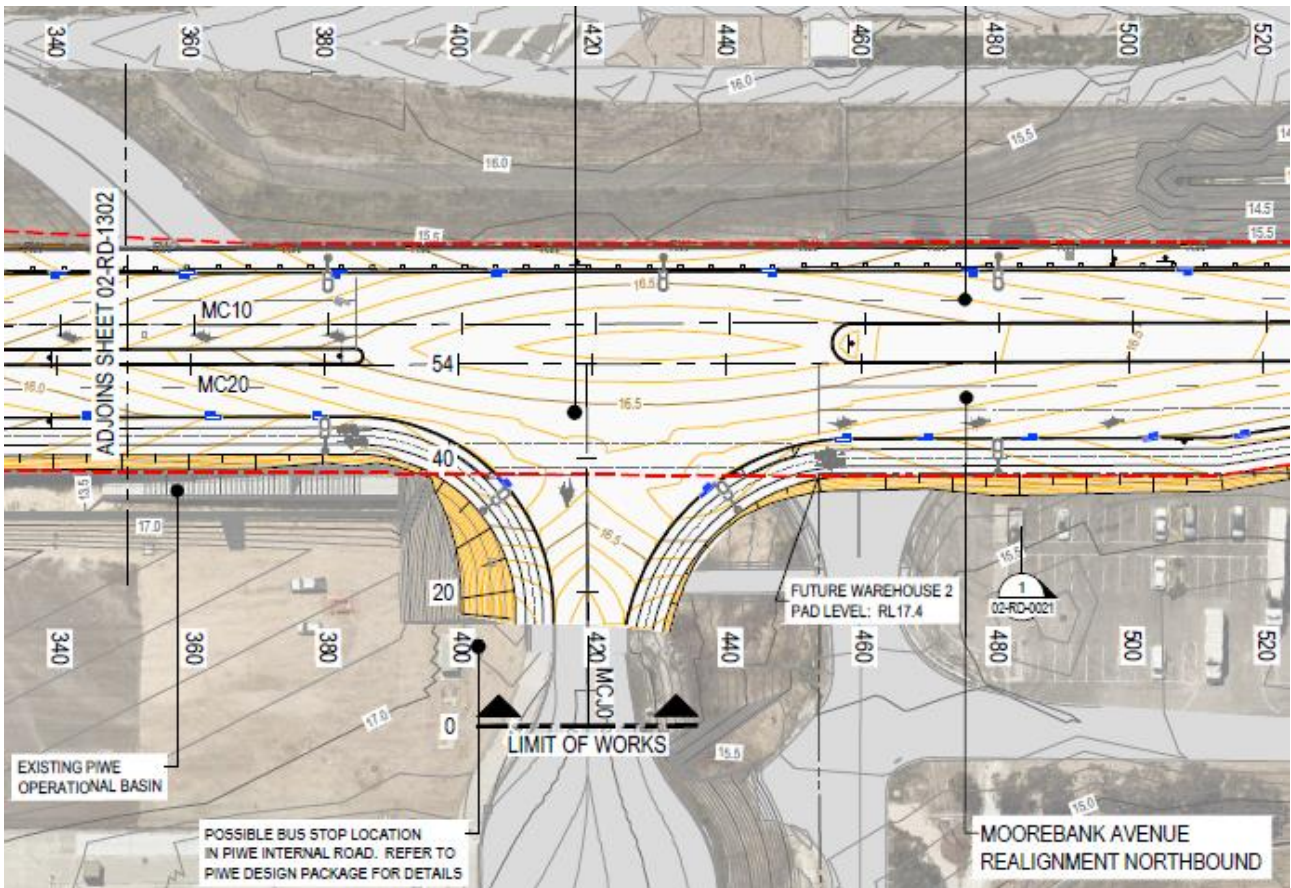 340
360
380
400
420
440
460
480
500
520
16.0
16.0
15.5
14.5
15.5
15.5
ADJOINS SHEET 02-RD-1302
MC10
16.5
54
16.5
MC20
16.0
16.5
40
13.5
17.0
16.5
20
FUTURE WAREHOUSE 2
PAD LEVEL: RL17.4
15.5
1
02-RD-0021
340
360
380
400
420
440
460
480
500
520
MCJ01
17.0
0
LIMIT OF WORKS
15.5
15.0
EXISTING PIWE
OPERATIONAL BASIN
POSSIBLE BUS STOP LOCATION
IN PIWE INTERNAL ROAD. REFER TO
PIWE DESIGN PACKAGE FOR DETAILS
MOOREBANK AVENUE
REALIGNMENT NORTHBOUND